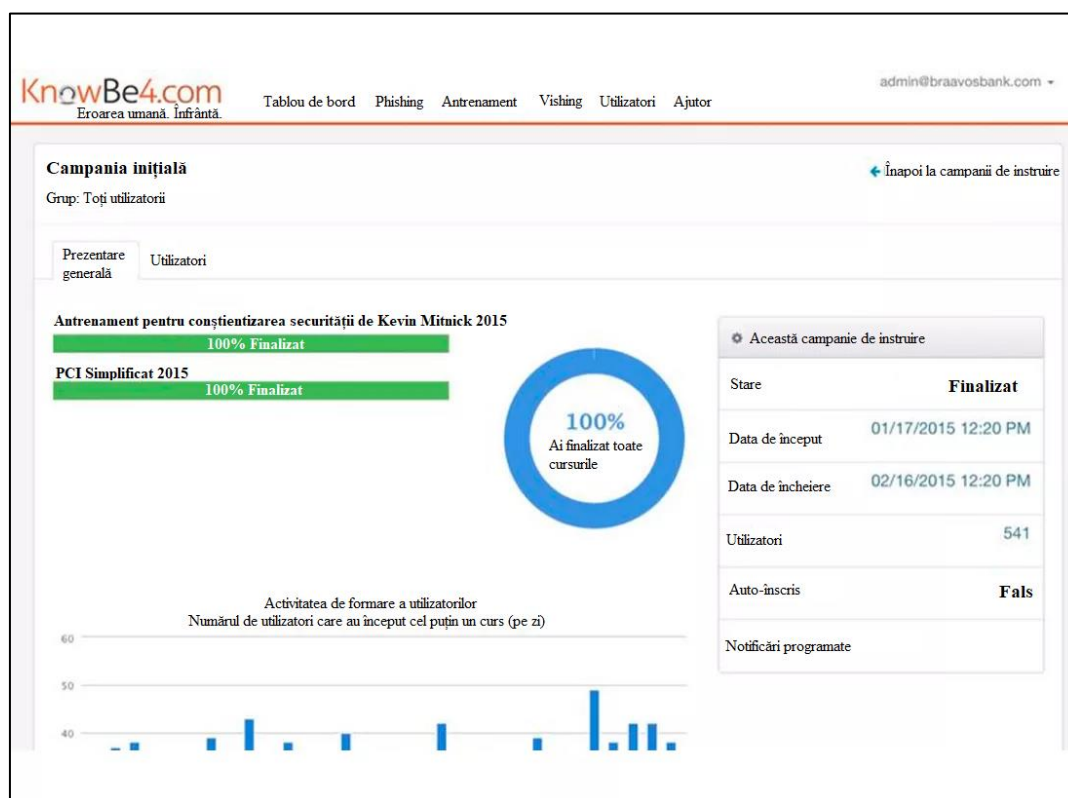 admin@braavosbank.com
KnowBe4.com
Eroarea umană. Înfrântă.
Tablou de bord Phishing Antrenament Vishing Utilizatori Ajutor
Campania inițială
Înapoi la campanii de instruire
Grup: Toți utilizatorii
Prezentare
generală
Utilizatori
Antrenament pentru conștientizarea securității de Kevin Mitnick 2015
100% Finalizat
PCI Simplificat 2015
100% Finalizat
100%
Ai finalizat toate
cursurile
Această campanie de instruire
Stare Finalizat
Data de început 01/17/2015 12:20 PM
Data de încheiere 02/16/2015 12:20 PM
Utilizatori 541
Auto-înscris Fals
Notificări programate
Activitatea de formare a utilizatorilor
Numărul de utilizatori care au început cel puțin un curs (pe zi)
60
50
40